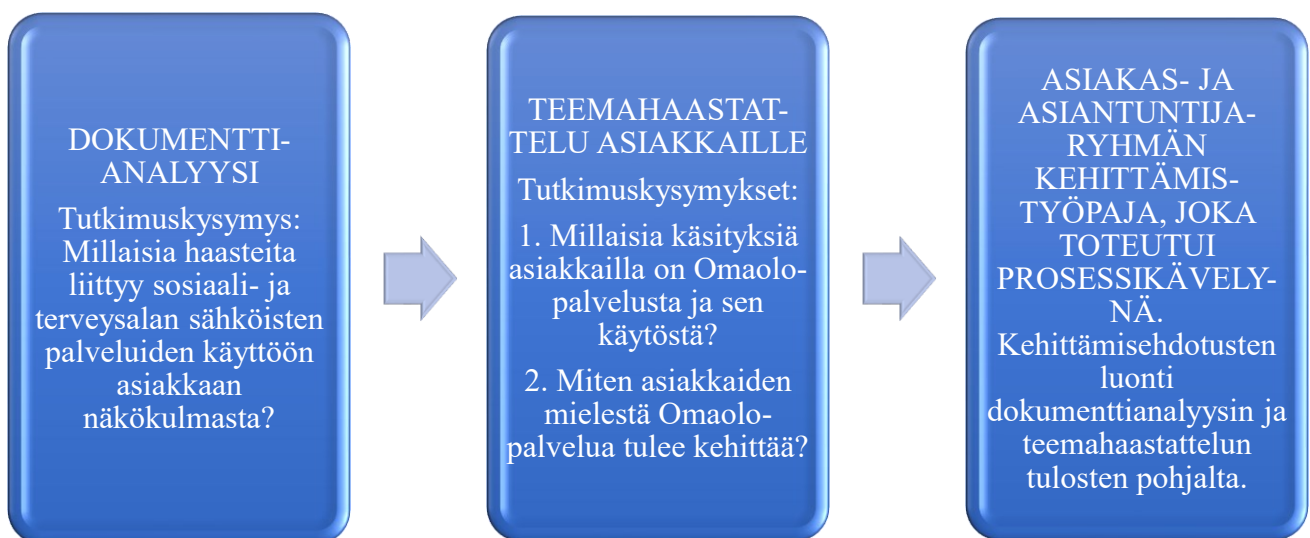 DOKUMENTTI-
ANALYYSI
Tutkimuskysymys:
Millaisia haasteita
liittyy sosiaali- ja
terveysalan sähköisten
palveluiden käyttöön
asiakkaan
näkökulmasta?
TEEMAHAASTAT-
TELU ASIAKKAILLE
Tutkimuskysymykset:
1. Millaisia käsityksiä
asiakkailla on Omaolo-
palvelusta ja sen
käytöstä?
2. Miten asiakkaiden
mielestä Omaolo-
palvelua tulee kehittää?
ASIAKAS- JA
ASIANTUNTIJA-
RYHMÄN
KEHITTÄMIS-
TYÖPAJA, JOKA
TOTEUTUI
PROSESSIKÄVELY-
NÄ.
Kehittämisehdotusten
luonti
dokumenttianalyysin ja
teemahaastattelun
tulosten pohjalta.